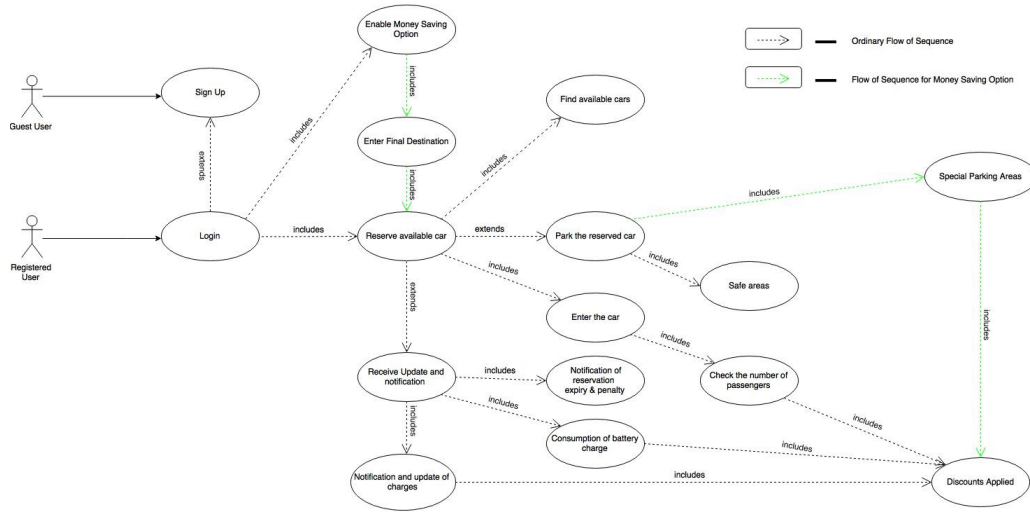 Enable Money Saving
Option
Ordinary Flow of Sequence
Flow of Sequence for Money Saving Option
Guest User
Sign Up
includes
Find available cars
includes
includes
extends
Enter Final Destination
includes
includes
Special Parking Areas
Registered
User
Login
includes
Reserve available car
extends
Park the reserved car
includes
Safe areas
includes
extends
Enter the car
includes
includes
Receive Update and
notification
includes
Notification of
reservation
expiry & penalty
Check the number of
passengers
includes
includes
includes
Consumption of battery
charge
includes
Notification and update of
charges
includes
Discounts Applied